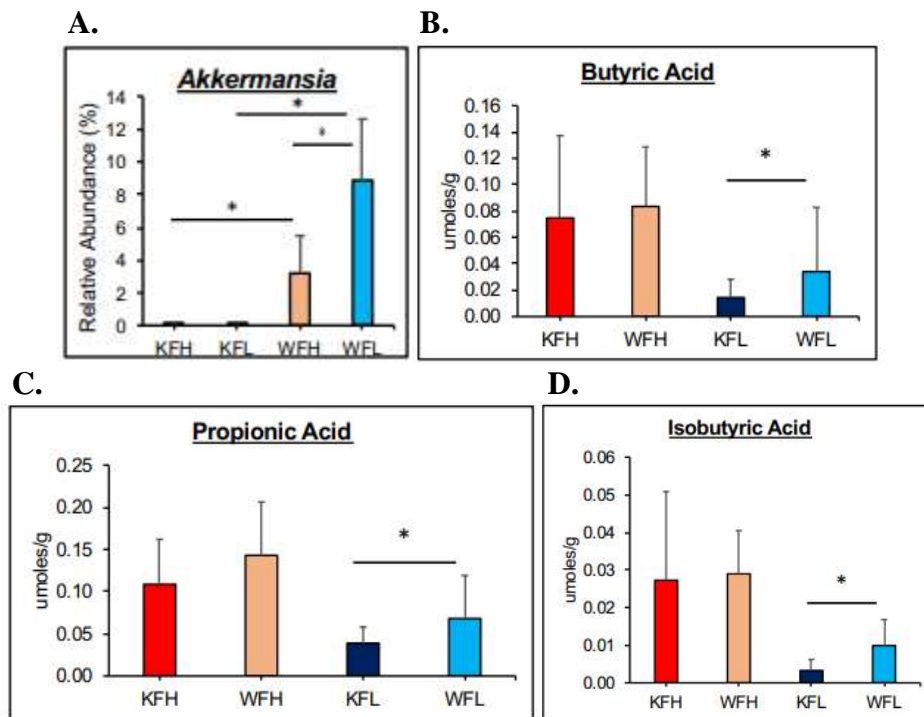 A.
Akkermansia
Relative Abundance (%)
14
12
10
8
6
4
2
0
*
*
*
KFH KFL WFH WFL
B.
Butyric Acid
umoles/g
0.16
0.14
0.12
0.10
0.08
0.06
0.04
0.02
0.00
*
KFH WFH KFL WFL
C.
Propionic Acid
umoles/g
0.25
0.20
0.15
0.10
0.05
0.00
*
KFH WFH KFL WFL
D.
Isobutyric Acid
umoles/g
0.06
0.05
0.04
0.03
0.02
0.01
0.00
*
KFH WFH KFL WFL